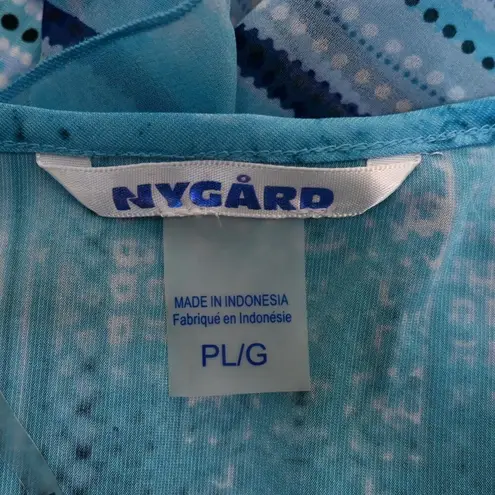 NYGÅRD
MADE IN INDONESIA
Fabriqué en Indonésie
PL/G